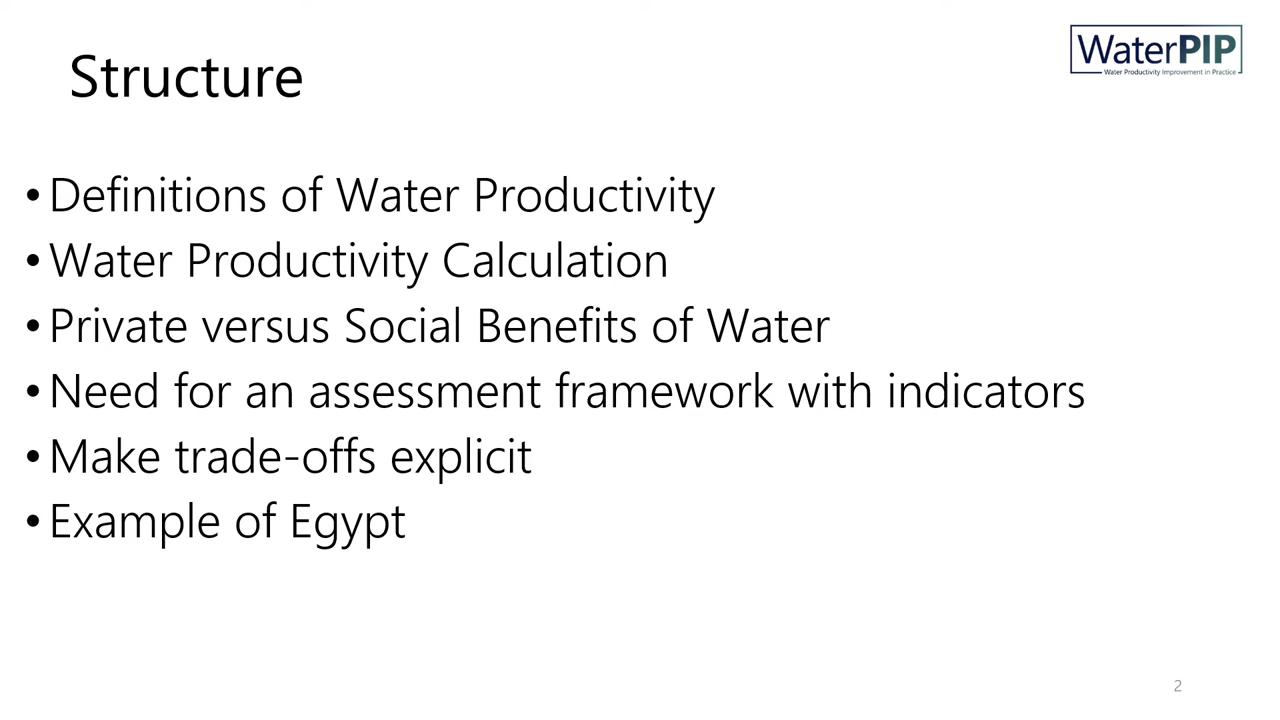 Structure
WaterPIP
Water Productivity Improvement in Practice
• Definitions of Water Productivity
• Water Productivity Calculation
• Private versus Social Benefits of Water
• Need for an assessment framework with indicators
• Make trade-offs explicit
• Example of Egypt
2